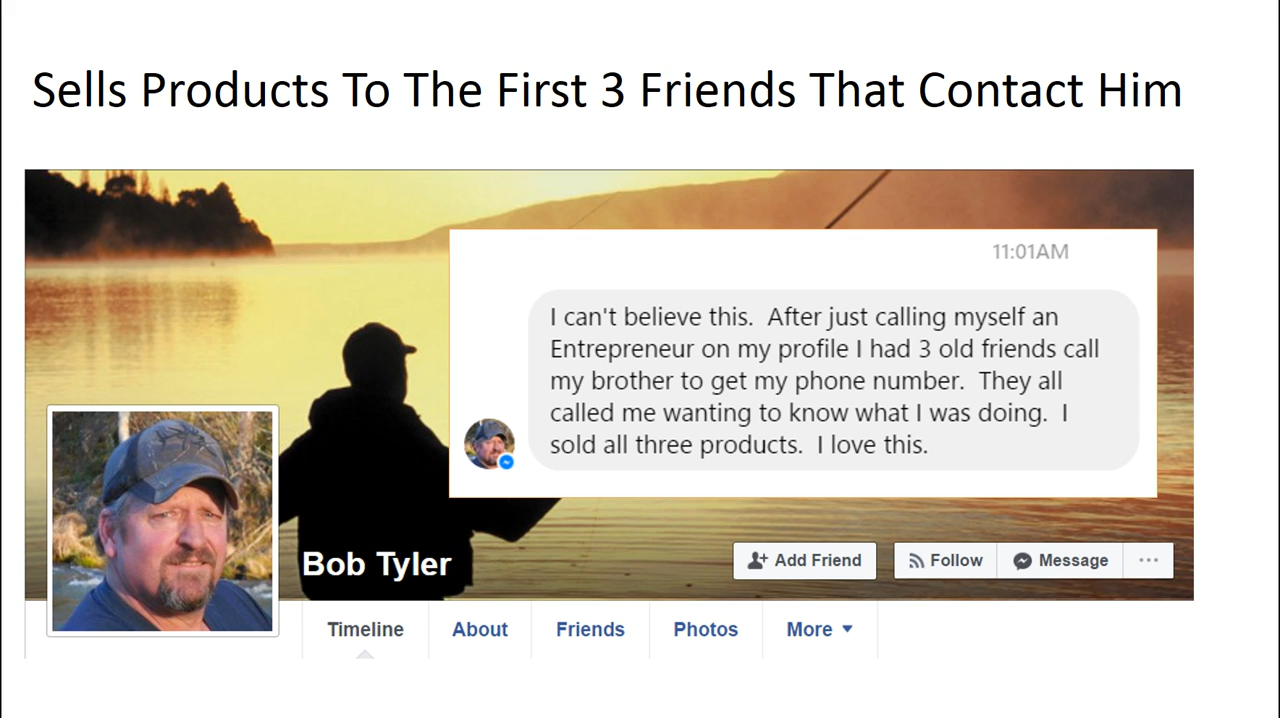 Sells Products To The First 3 Friends That Contact Him
11:01AM
I can't believe this.  After just calling myself an
Entrepreneur on my profile I had 3 old friends call
my brother to get my phone number.  They all
called me wanting to know what I was doing.  I
sold all three products.  I love this.
Bob Tyler
Add Friend
Follow
Message
Timeline
About
Friends
Photos
More